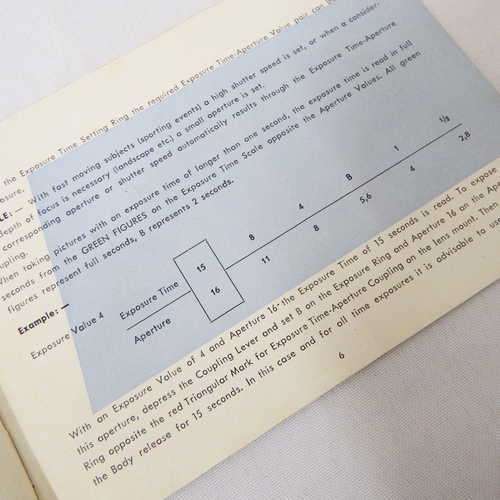 the Exposure Time Setting Ring the required Exposure Time-Aperture Value pair can
osure.
LE: With fast moving subjects (sporting events) a high shutter speed is set, or when a consider-
depth of focus is necessary (landscape etc.) a small aperture is set.
corresponding aperture or shutter speed automatically results through the Exposure Time-Aperture
upling.
When taking pictures with an exposure time of longer than one second, the exposure time is read in full
seconds from the GREEN FIGURES on the Exposure Time Scale opposite the Aperture Values. All green
figures represent full seconds, B represents 2 seconds.
Example:
Exposure Value 4
Exposure Time 15 8 4 B 1 1/2
Aperture 16 11 8 5,6 4 2,8
With an Exposure Value of 4 and Aperture 16 the Exposure Time of 15 seconds is read. To expose
this aperture, depress the Coupling Lever and set B on the Exposure Ring and Aperture 16 on the Ap
Ring opposite the red Triangular Mark for Exposure Time-Aperture Coupling on the lens mount. Then
the Body release for 15 seconds. In this case and for all time exposures it is advisable to use
6